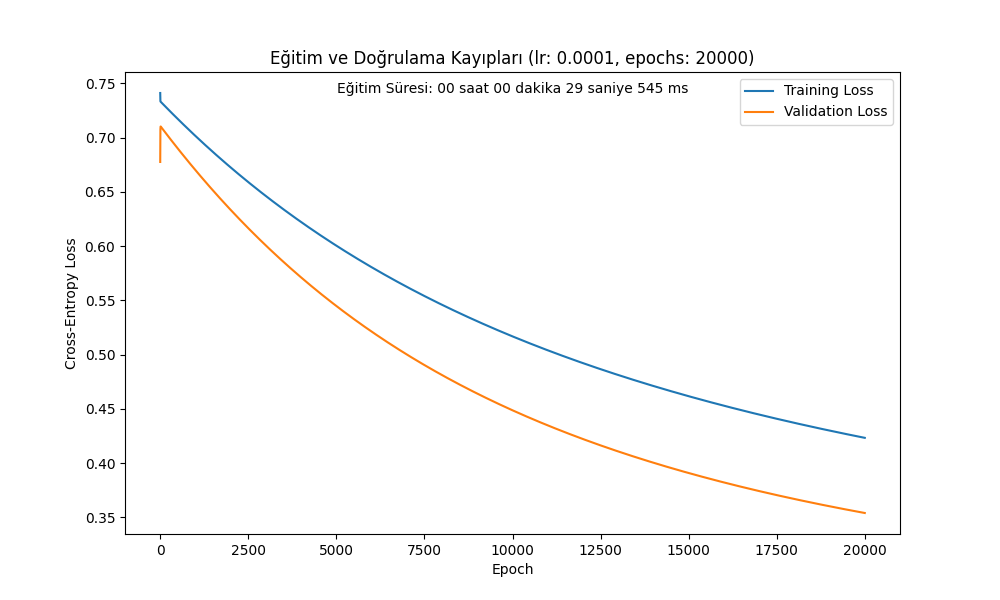 Eğitim ve Doğrulama Kayıpları (lr: 0.0001, epochs: 20000)
Eğitim Süresi: 00 saat 00 dakika 29 saniye 545 ms
Training Loss
Validation Loss
Cross-Entropy Loss
0.75
0.70
0.65
0.60
0.55
0.50
0.45
0.40
0.35
0 2500 5000 7500 10000 12500 15000 17500 20000
Epoch